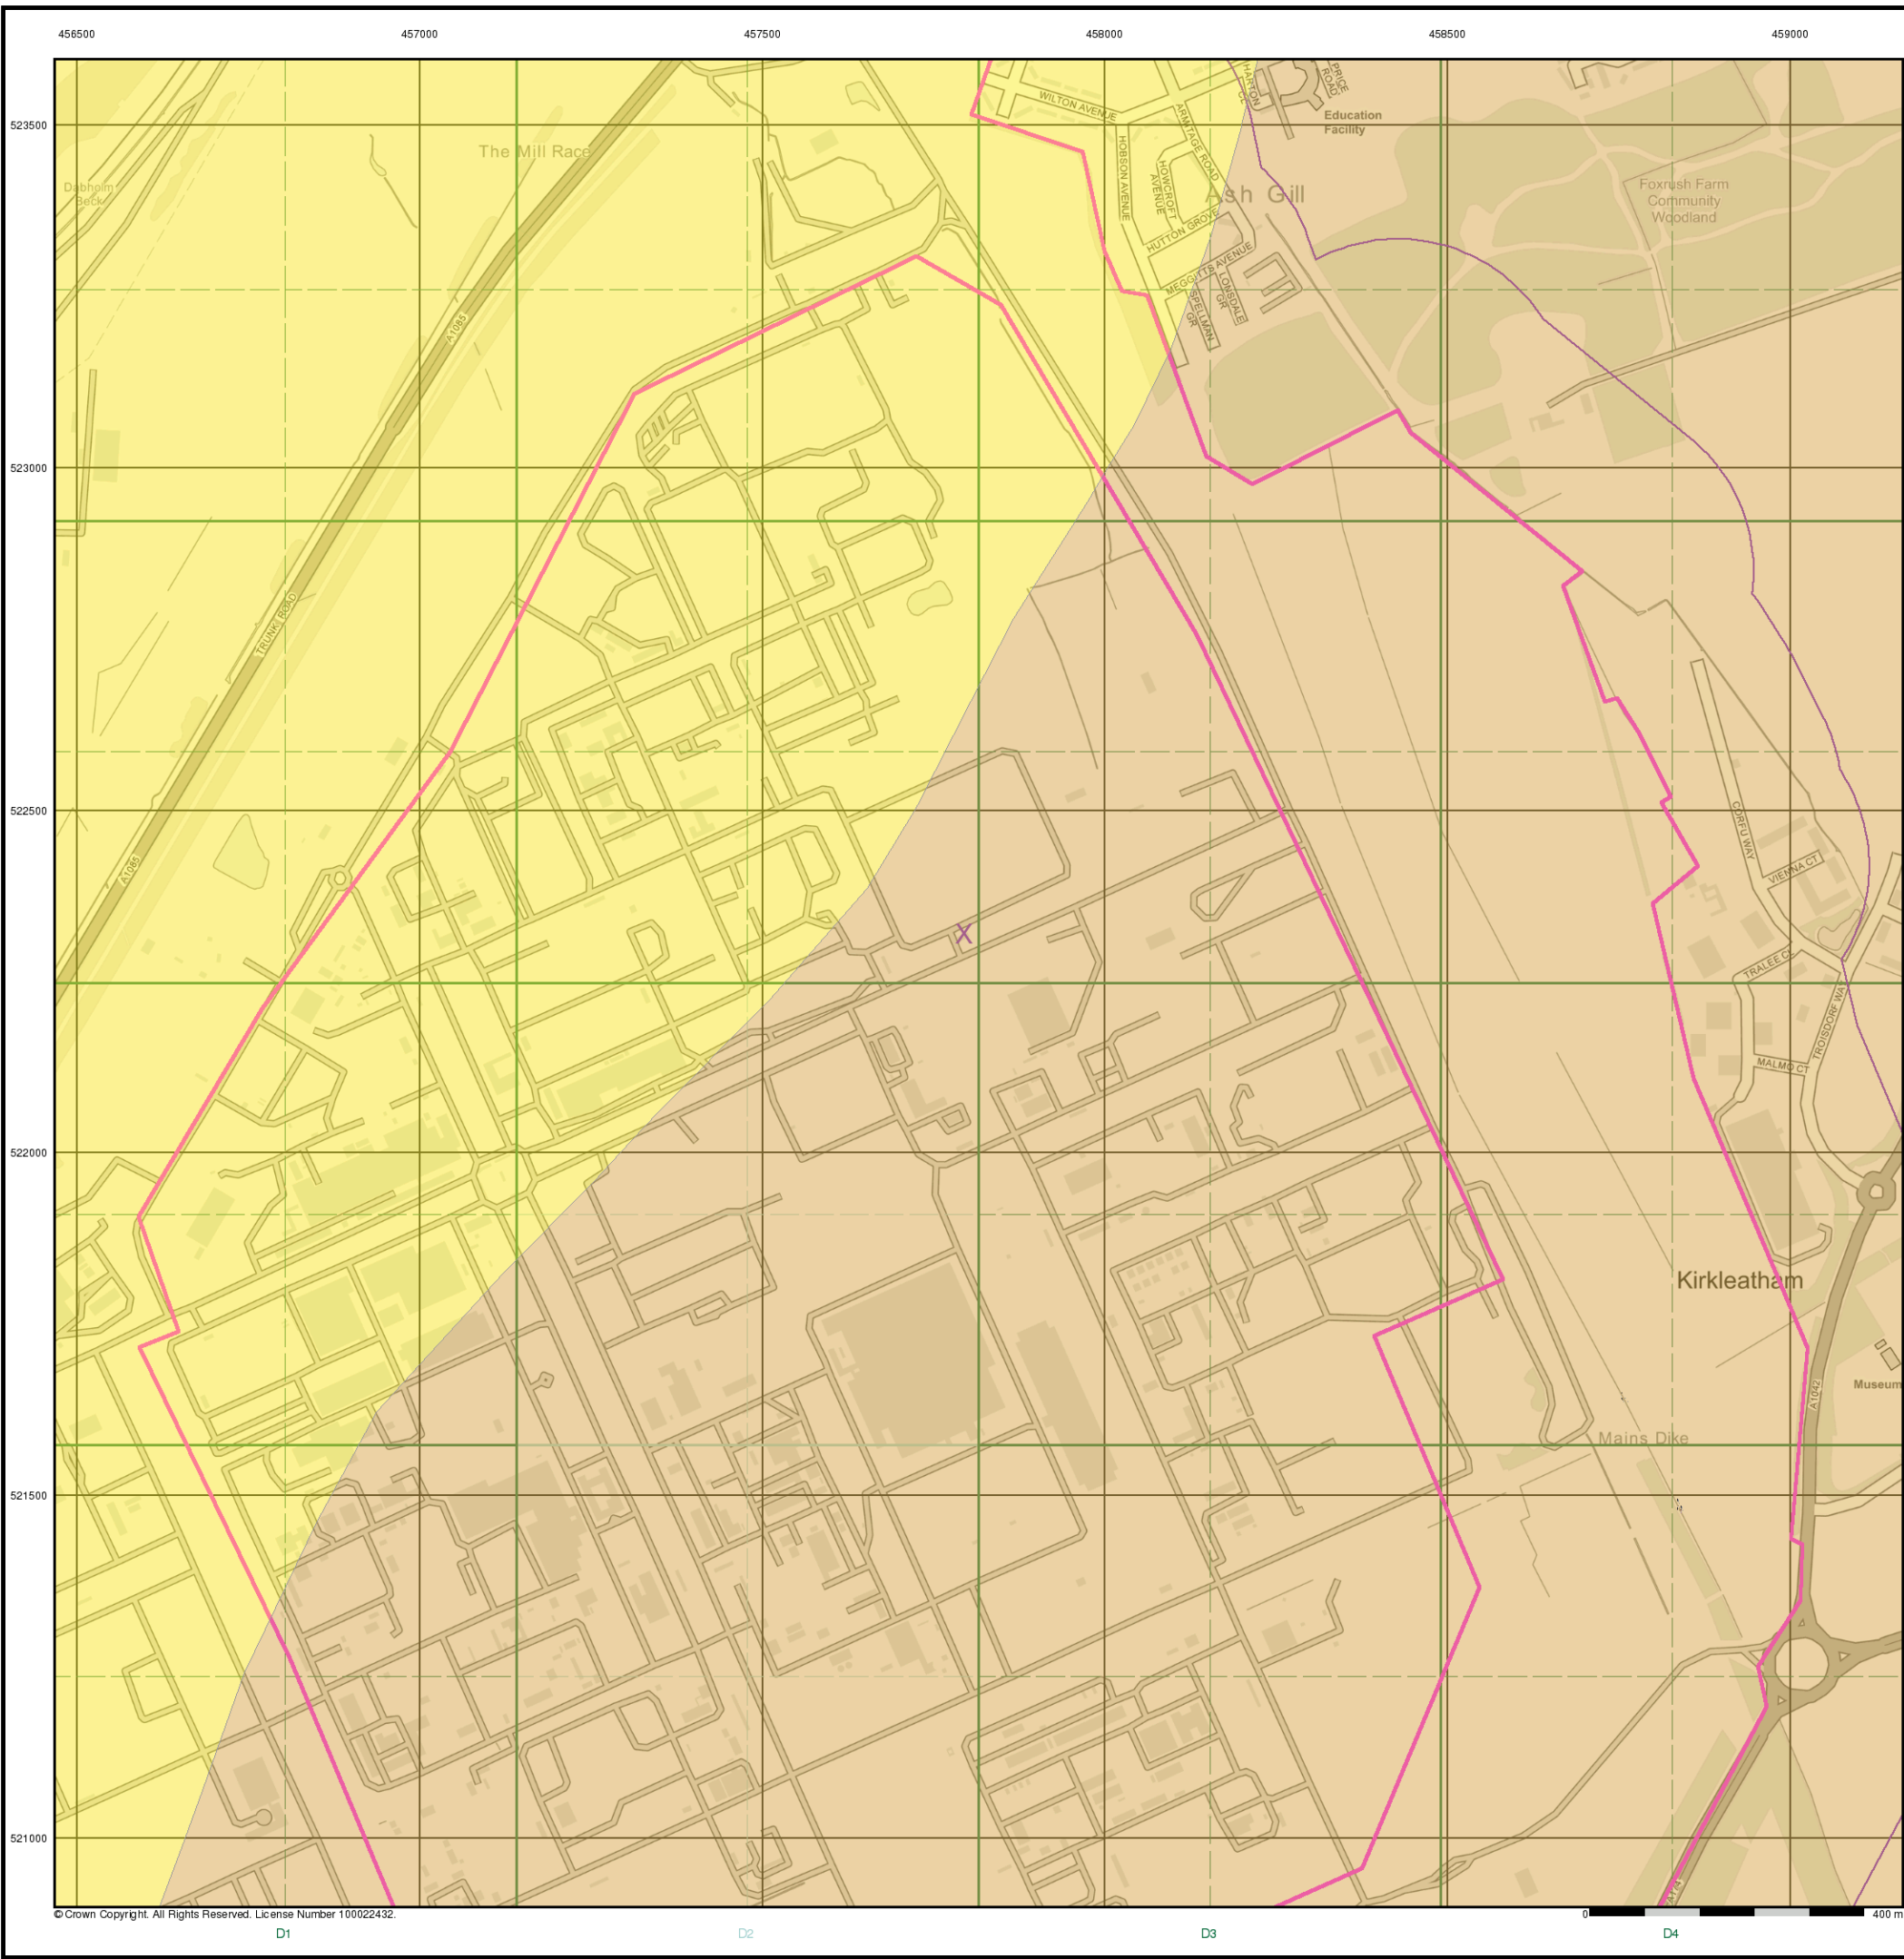 456500 457000 457500 458000 458500 459000
523500
523000
522500
522000
521500
521000
WILTON AVENUE
PRICE
ROAD
Education
Facility
The Mill Race
ARMITAGE ROAD
HOBSON AVENUE
HOWCROFT
AVENUE
Ash Gill
Dabholm
Beck
Foxrush Farm
Community
Woodland
HUTTON GROVE
MEGGITTS AVENUE
LONSDALE
GR
SPELLMAN
GR
A1085
TRUNK ROAD
A1085
CORFU WAY
VIENNA CT
X
TRALEE CL
TROISDORF WAY
MALMO CT
Kirkleatham
A1042
Museum
Mains Dike
© Crown Copyright. All Rights Reserved. License Number 100022432.
0 400 m
D1 D2 D3 D4